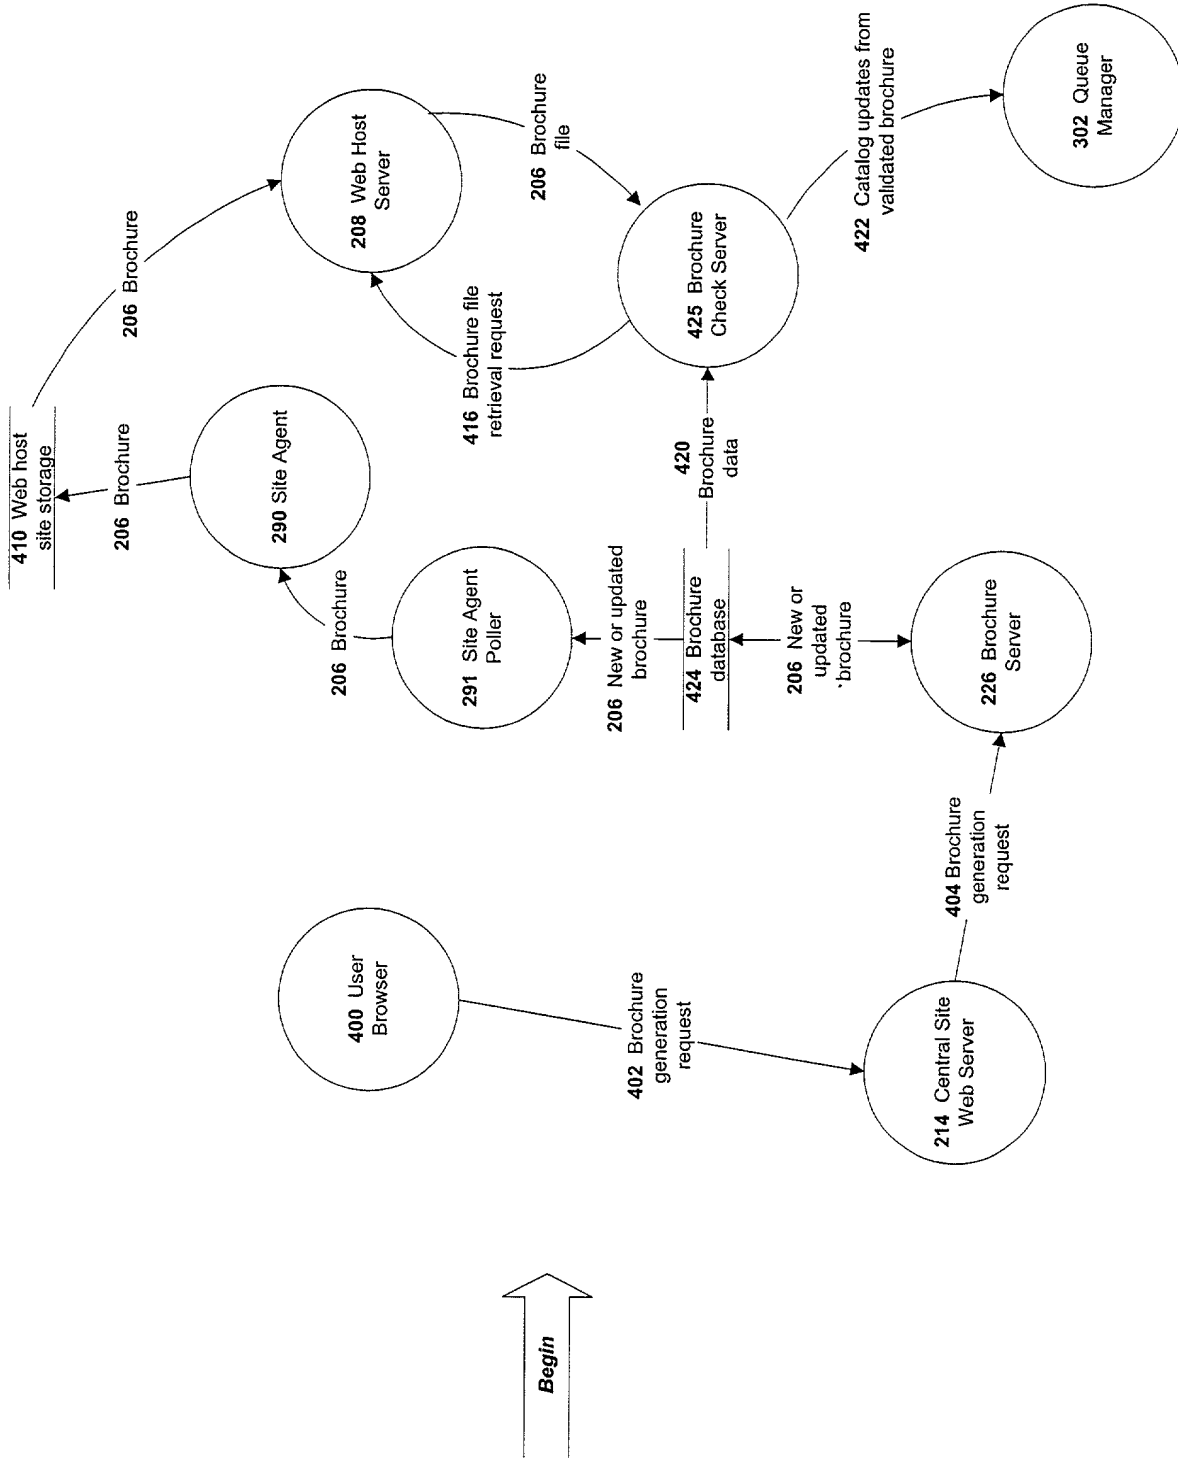 Begin
400 User
Browser
402 Brochure
generation
request
214 Central Site
Web Server
404 Brochure
generation
request
226 Brochure
Server
206 New or
updated
brochure
424 Brochure
database
206 New or updated
brochure
291 Site Agent
Poller
206 Brochure
290 Site Agent
206 Brochure
410 Web host
site storage
206 Brochure
208 Web Host
Server
416 Brochure file
retrieval request
206 Brochure
file
420
Brochure
data
425 Brochure
Check Server
422 Catalog updates from
validated brochure
302 Queue
Manager